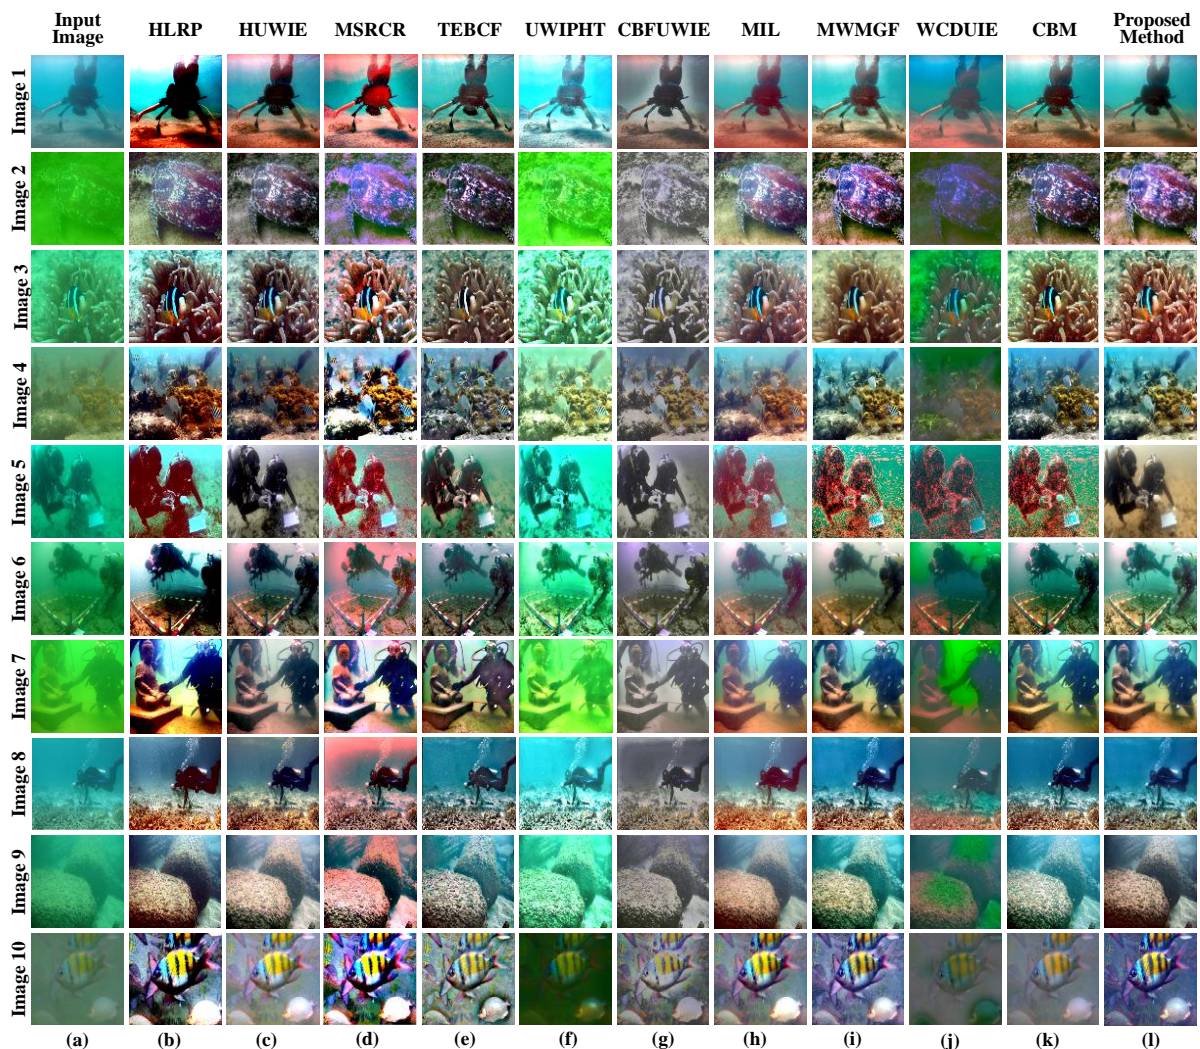 Input Image
HLRP
HUWIE
MSRCR
TEBCF
UWIPHT
CBFUWIE
MIL
MWMGF
WCDUIE
CBM
Proposed Method
Image 1
Image 2
Image 3
Image 4
Image 5
Image 6
Image 7
Image 8
Image 9
Image 10
(a)
(b)
(c)
(d)
(e)
(f)
(g)
(h)
(i)
(j)
(k)
(l)